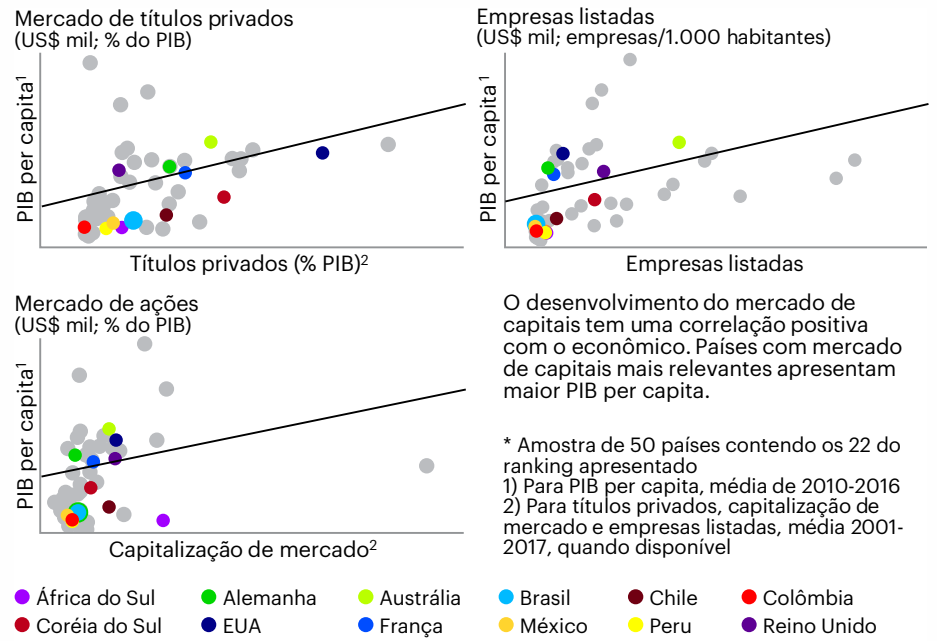 Mercado de títulos privados
(US$ mil; % do PIB)
PIB per capita1
Títulos privados (% PIB)2
Empresas listadas
(US$ mil; empresas/1.000 habitantes)
PIB per capita1
Empresas listadas
Mercado de ações
(US$ mil; % do PIB)
PIB per capita1
Capitalização de mercado2
O desenvolvimento do mercado de
capitais tem uma correlação positiva
com o econômico. Países com mercado
de capitais mais relevantes apresentam
maior PIB per capita.
* Amostra de 50 países contendo os 22 do
ranking apresentado
1) Para PIB per capita, média de 2010-2016
2) Para títulos privados, capitalização de
mercado e empresas listadas, média 2001-
2017, quando disponível
África do Sul Alemanha Austrália Brasil Chile Colômbia
Coréia do Sul EUA França México Peru Reino Unido